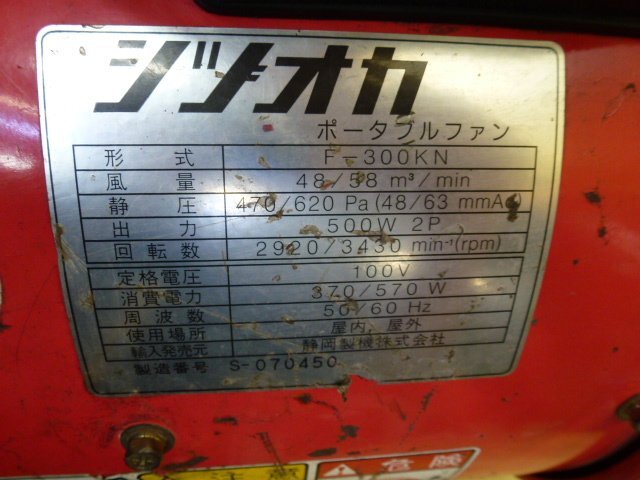 シヅオカ
ポータブルファン
形式 F-300KN
風量 48/58 m³/min
静圧 470/620 Pa (48/63 mmAq)
出力 500W 2P
回転数 2920/3430 min⁻¹(rpm)
定格電圧 100V
消費電力 370/570 W
周波数 50/60 Hz
使用場所 屋内、屋外
輸入発売元 静岡製機株式会社
製造番号 S-070450
注意
危険